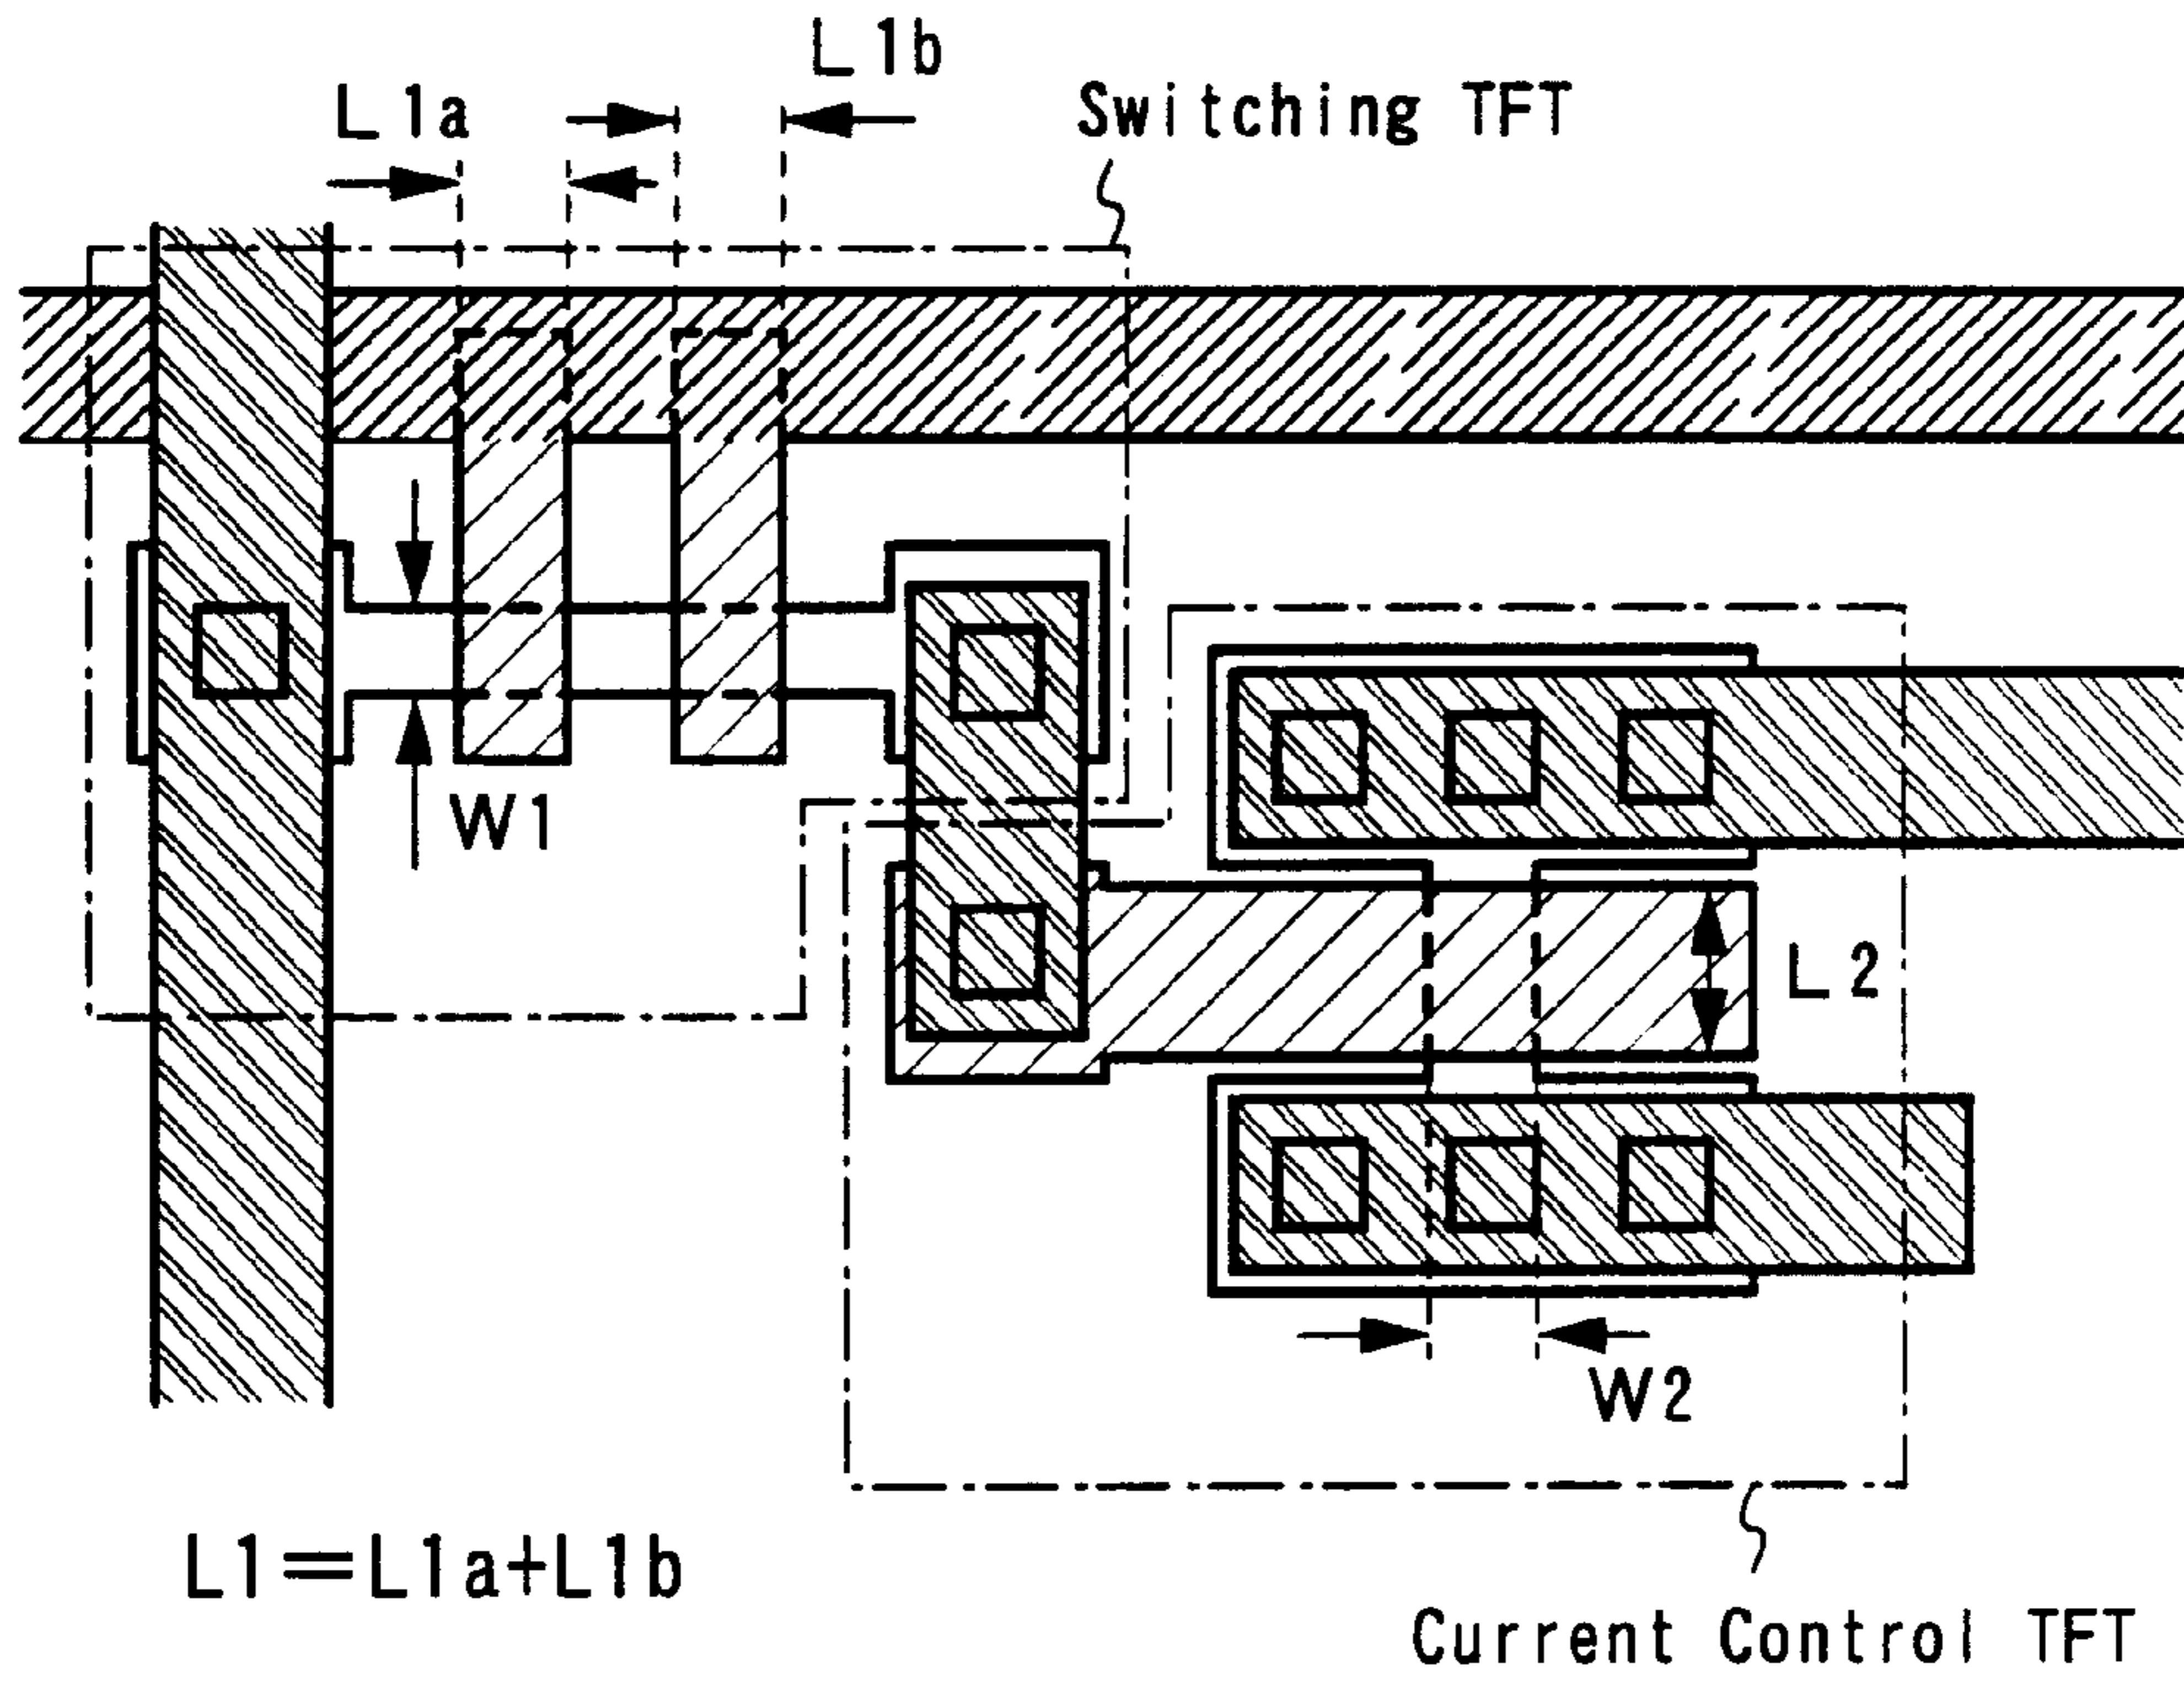 L1b
L1a
Switching TFT
W1
L2
W2
L1=L1a+L1b
Current Control TFT